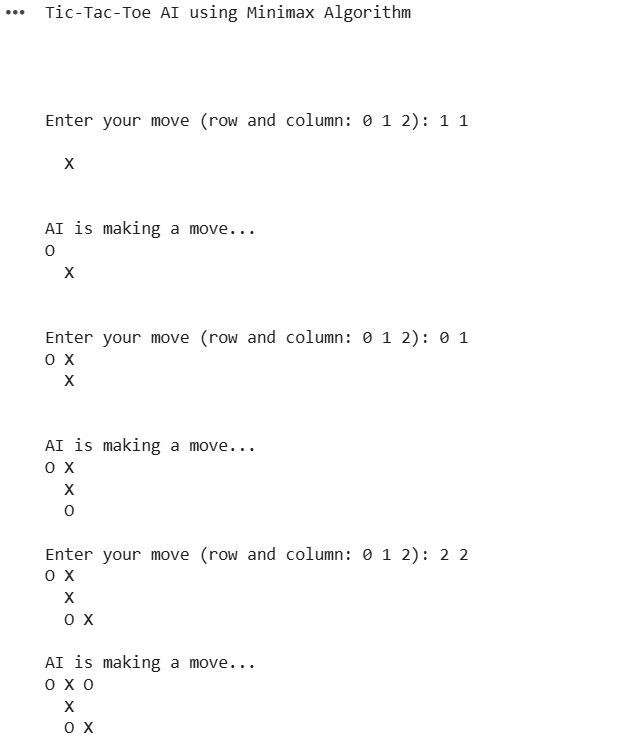 Tic-Tac-Toe AI using Minimax Algorithm
Enter your move (row and column: 0 1 2): 1 1
X
AI is making a move...
O
X
Enter your move (row and column: 0 1 2): 0 1
O X
X
AI is making a move...
O X
X
O
Enter your move (row and column: 0 1 2): 2 2
O X
X
O X
AI is making a move...
O X O
X
O X